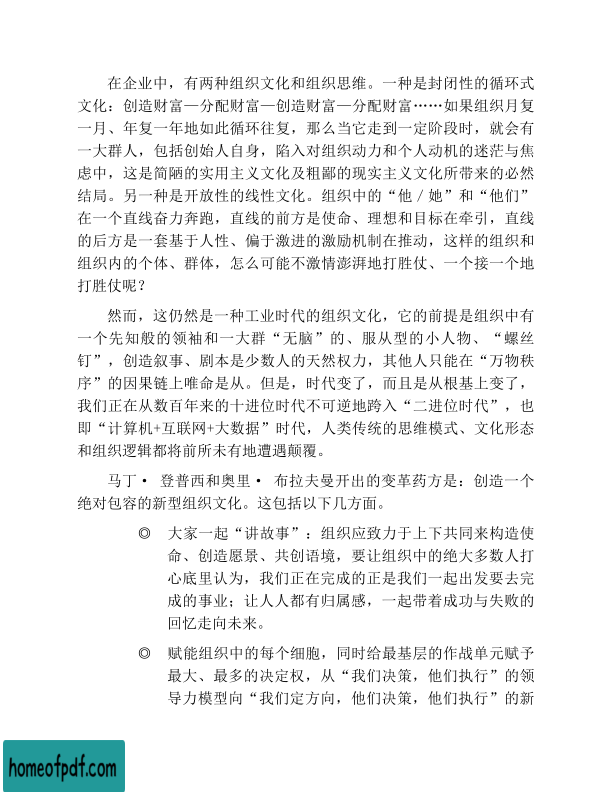 在企业中，有两种组织文化和组织思维。一种是封闭性的循环式
文化：创造财富—分配财富—创造财富—分配财富……如果组织月复
一月、年复一年地如此循环往复，那么当它走到一定阶段时，就会有
一大群人，包括创始人自身，陷入对组织动力和个人动机的迷茫与焦
虑中，这是简陋的实用主义文化及粗鄙的现实主义文化所带来的必然
结局。另一种是开放性的线性文化。组织中的“他／她”和“他们”
在一个直线奋力奔跑，直线的前方是使命、理想和目标在牵引，直线
的后方是一套基于人性、偏于激进的激励机制在推动，这样的组织和
组织内的个体、群体，怎么可能不激情澎湃地打胜仗、一个接一个地
打胜仗呢？
然而，这仍然是一种工业时代的组织文化，它的前提是组织中有
一个先知般的领袖和一大群“无脑”的、服从型的小人物、“螺丝
钉”，创造叙事、剧本是少数人的天然权力，其他人只能在“万物秩
序”的因果链上唯命是从。但是，时代变了，而且是从根基上变了，
我们正在从数百年来的十进位时代不可逆地跨入“二进位时代”，也
即“计算机+互联网+大数据”时代，人类传统的思维模式、文化形态
和组织逻辑都将前所未有地遭遇颠覆。
马丁· 登普西和奥里· 布拉夫曼开出的变革药方是：创造一个
绝对包容的新型组织文化。这包括以下几方面。
◎ 大家一起“讲故事”：组织应致力于上下共同来构造使
命、创造愿景、共创语境，要让组织中的绝大多数人打
心底里认为，我们正在完成的正是我们一起出发要去完
成的事业；让人人都有归属感，一起带着成功与失败的
回忆走向未来。
◎ 赋能组织中的每个细胞，同时给最基层的作战单元赋予
最大、最多的决定权，从“我们决策，他们执行”的领
导力模型向“我们定方向，他们决策，他们执行”的新
homeofpdf.com